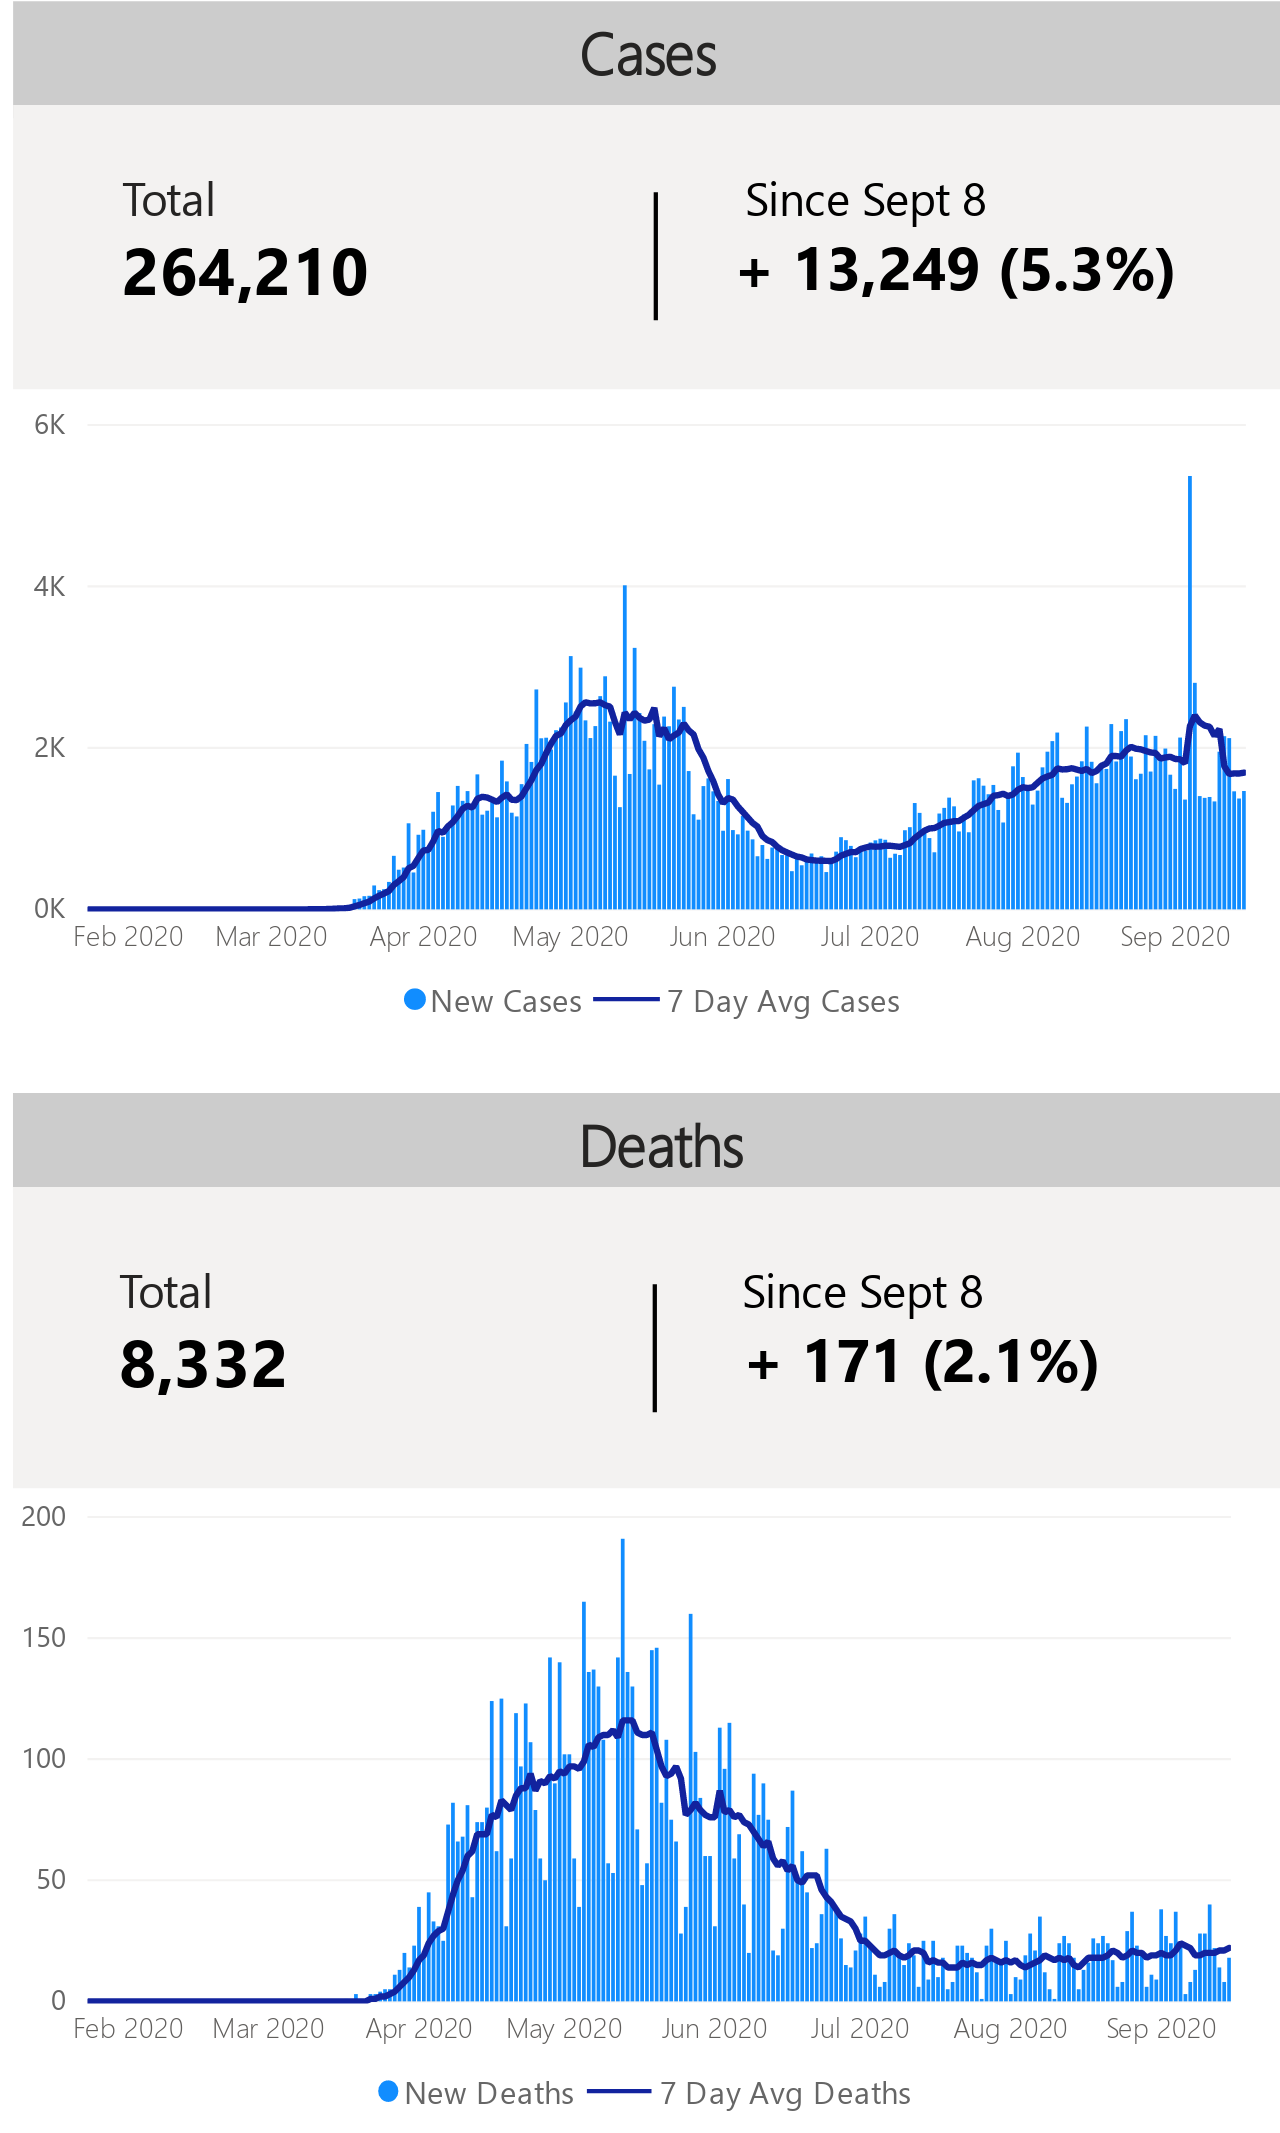 Cases
Total
Since Sept 8
264,210
+ 13,249 (5.3%)
6K
4K
2K
0K
Feb 2020 Mar 2020 Apr 2020 May 2020 Jun 2020 Jul 2020 Aug 2020 Sep 2020
New Cases 7 Day Avg Cases
Deaths
Total
Since Sept 8
8,332
+ 171 (2.1%)
200
150
100
50
0
Feb 2020 Mar 2020 Apr 2020 May 2020 Jun 2020 Jul 2020 Aug 2020 Sep 2020
New Deaths 7 Day Avg Deaths